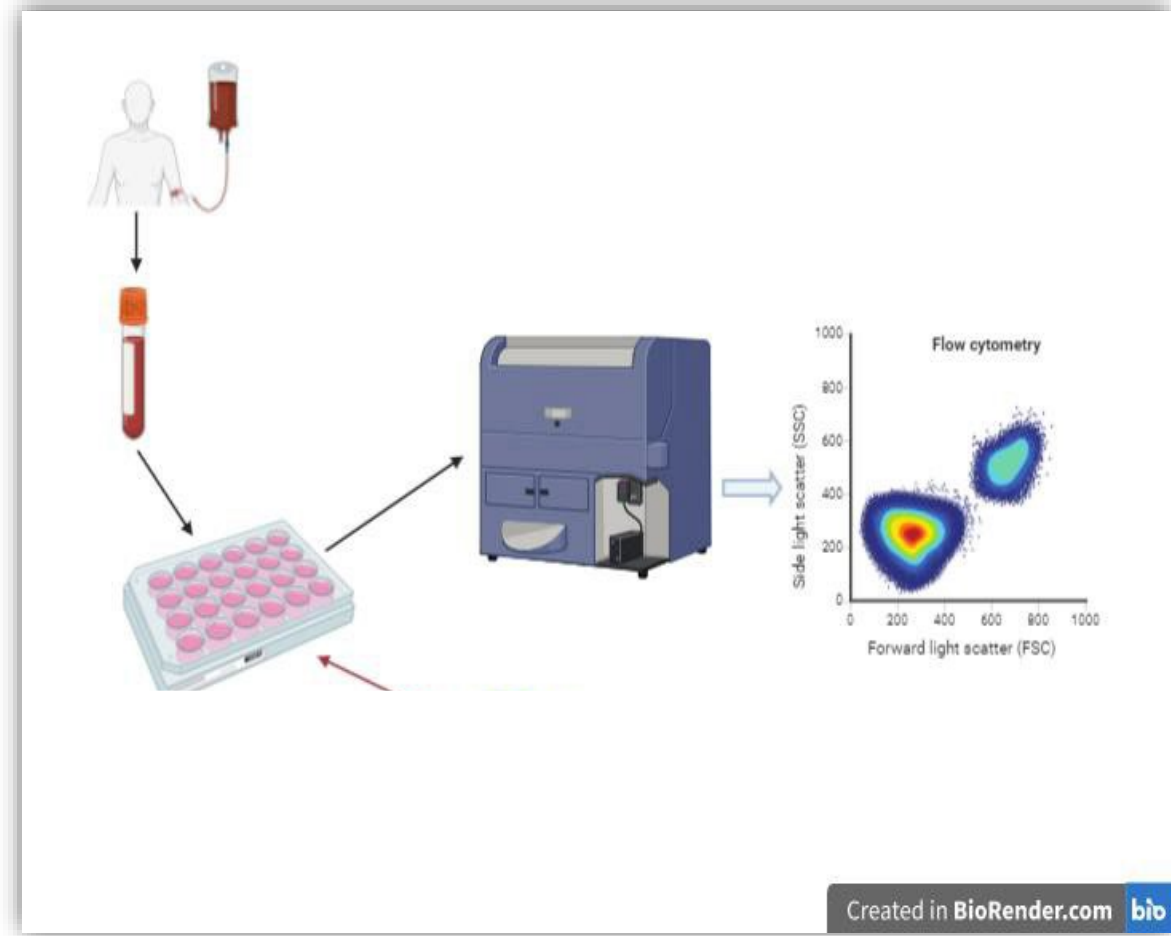 Flow cytometry
1000
800
600
400
200
0
Side light scatter (SSC)
0 200 400 600 800 1000
Forward light scatter (FSC)
Created in BioRender.com bio